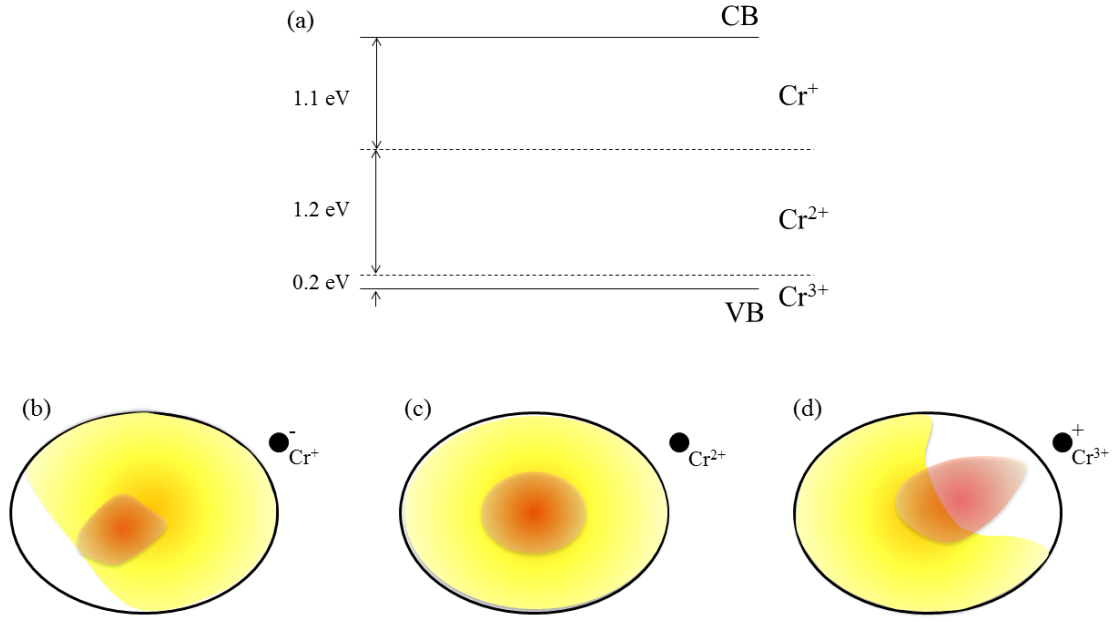 (a)
CB
1.1 eV
Cr⁺
1.2 eV
Cr²⁺
0.2 eV
Cr³⁺
VB
(b)
-
Cr⁺
(c)
Cr²⁺
(d)
+
Cr³⁺